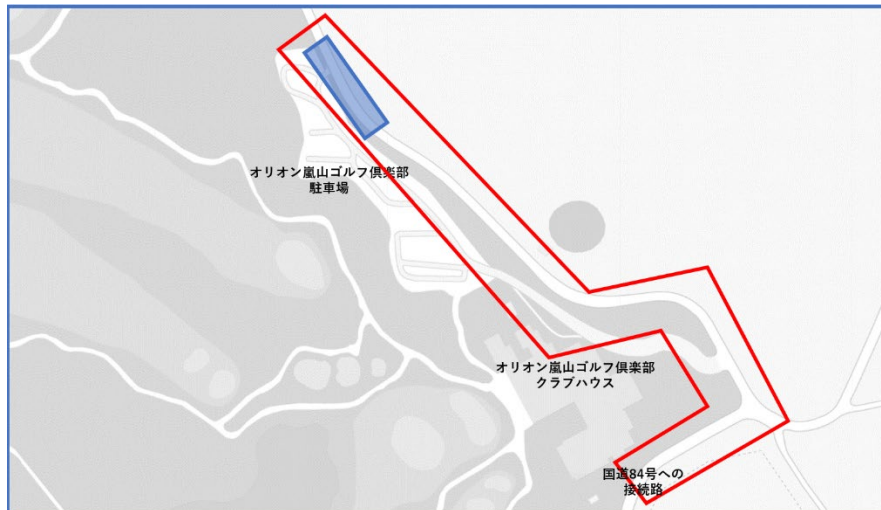 オリオン嵐山ゴルフ倶楽部
駐車場
オリオン嵐山ゴルフ倶楽部
クラブハウス
国道84号への
接続路